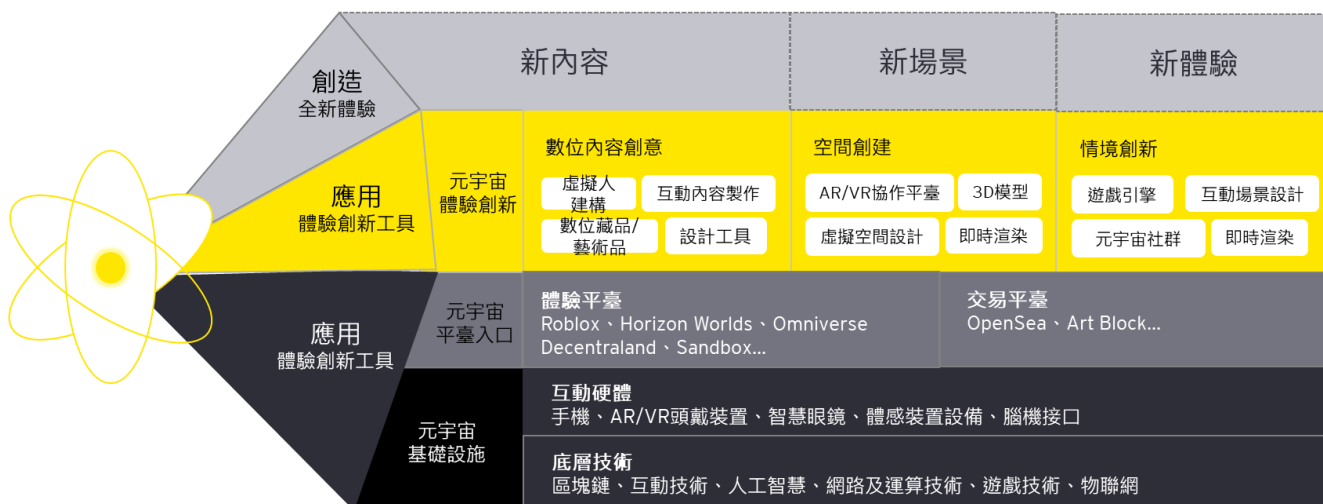 創造
全新體驗
新內容
新場景
新體驗
應用
體驗創新工具
元宇宙
體驗創新
數位內容創意
虛擬人
建構
互動內容製作
數位藏品/
藝術品
設計工具
空間創建
AR/VR協作平臺
3D模型
虛擬空間設計
即時渲染
情境創新
遊戲引擎
互動場景設計
元宇宙社群
即時渲染
應用
體驗創新工具
元宇宙
平臺入口
體驗平臺
Roblox、Horizon Worlds、Omniverse
Decentraland、Sandbox...
交易平臺
OpenSea、Art Block...
元宇宙
基礎設施
互動硬體
手機、AR/VR頭戴裝置、智慧眼鏡、體感裝置設備、腦機接口
底層技術
區塊鏈、互動技術、人工智慧、網路及運算技術、遊戲技術、物聯網